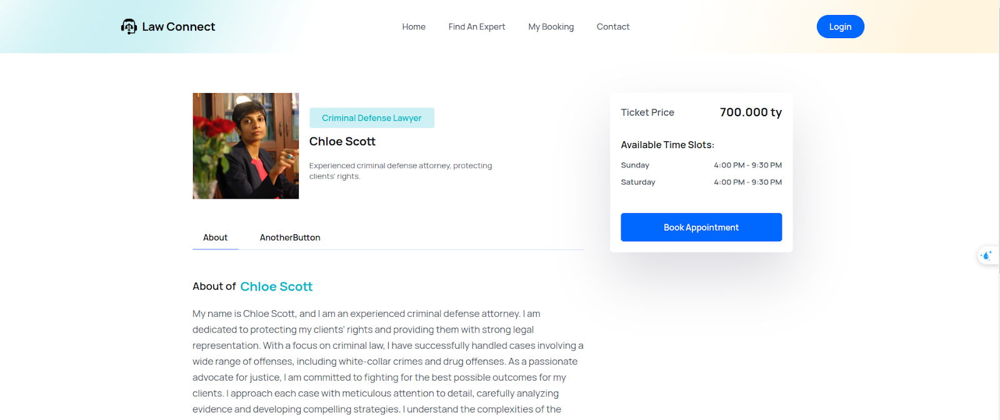 Law Connect
Home
Find An Expert
My Booking
Contact
Login
Criminal Defense Lawyer
Chloe Scott
Experienced criminal defense attorney, protecting
clients' rights.
Ticket Price
700.000 ty
Available Time Slots:
Sunday
4:00 PM - 9:30 PM
Saturday
4:00 PM - 9:30 PM
Book Appointment
About
AnotherButton
About of Chloe Scott
My name is Chloe Scott, and I am an experienced criminal defense attorney. I am
dedicated to protecting my clients' rights and providing them with strong legal
representation. With a focus on criminal law, I have successfully handled cases involving a
wide range of offenses, including white-collar crimes and drug offenses. As a passionate
advocate for justice, I am committed to fighting for the best possible outcomes for my
clients. I approach each case with meticulous attention to detail, carefully analyzing
evidence and developing compelling strategies. I understand the complexities of the